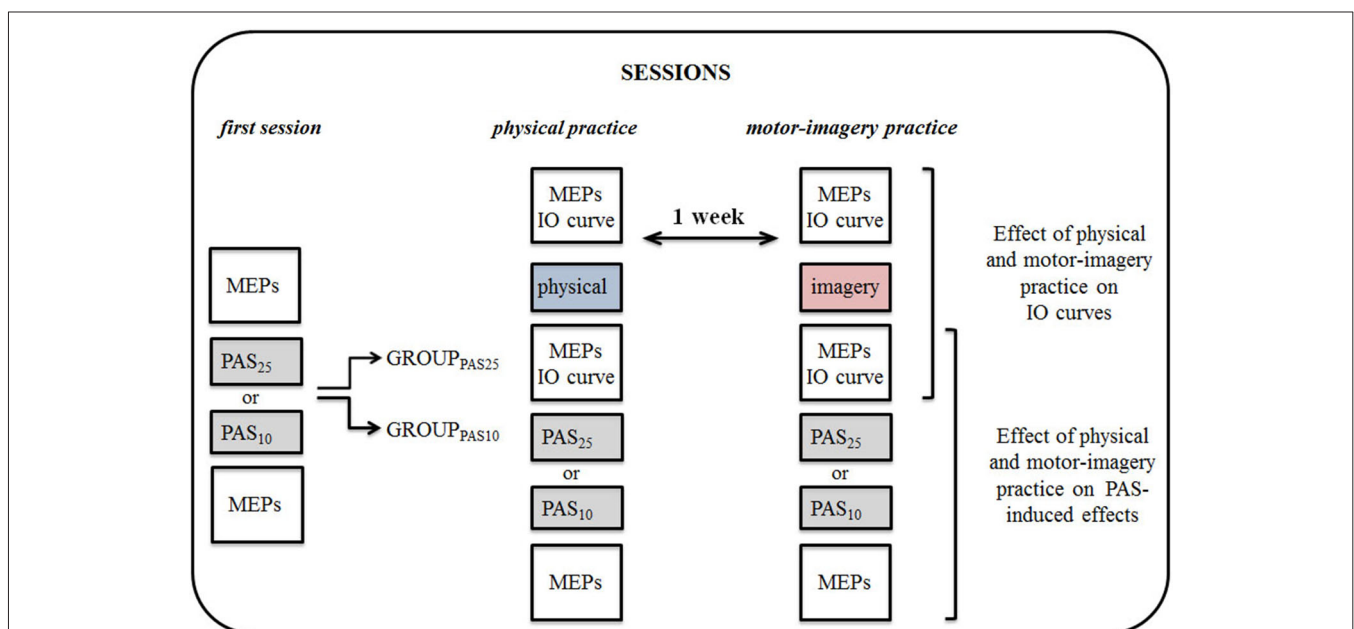 SESSIONS
first session
physical practice
motor-imagery practice
MEPs
PAS25
or
PAS10
MEPs
GROUPPAS25
GROUPPAS10
MEPs
IO curve
physical
MEPs
IO curve
PAS25
or
PAS10
MEPs
1 week
MEPs
IO curve
imagery
MEPs
IO curve
PAS25
or
PAS10
MEPs
Effect of physical
and motor-imagery
practice on
IO curves
Effect of physical
and motor-imagery
practice on PAS-
induced effects